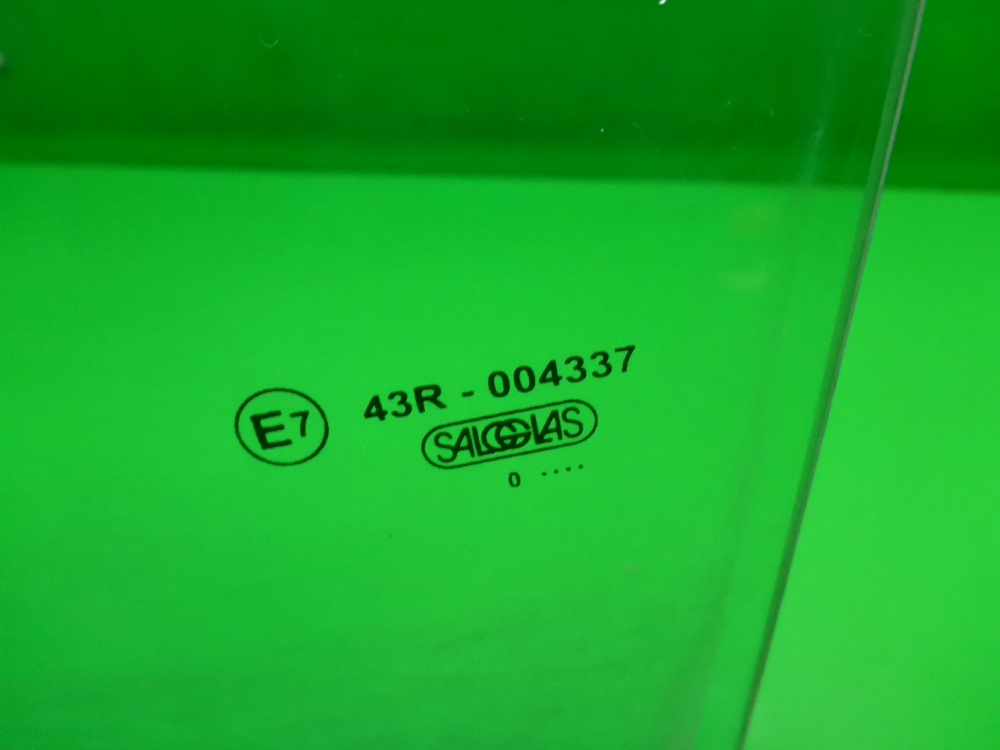 E7
43R - 004337
SALGGLAS
0 ....